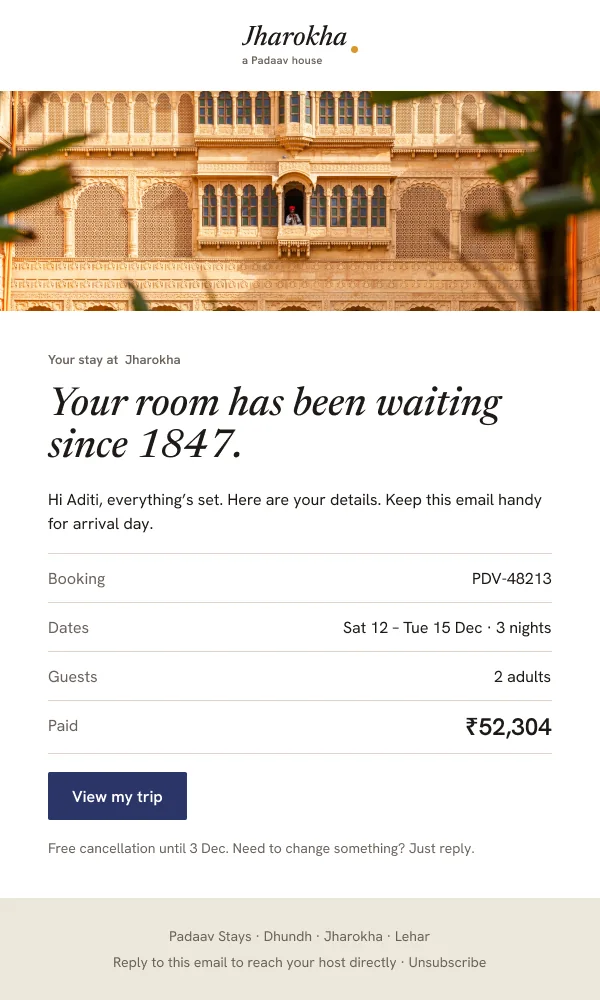 Jharokha
a Padaav house
Your stay at Jharokha
Your room has been waiting
since 1847.
Hi Aditi, everything’s set. Here are your details. Keep this email handy
for arrival day.
Booking PDV-48213
Dates Sat 12 – Tue 15 Dec · 3 nights
Guests 2 adults
Paid ₹52,304
View my trip
Free cancellation until 3 Dec. Need to change something? Just reply.
Padaav Stays · Dhundh · Jharokha · Lehar
Reply to this email to reach your host directly · Unsubscribe